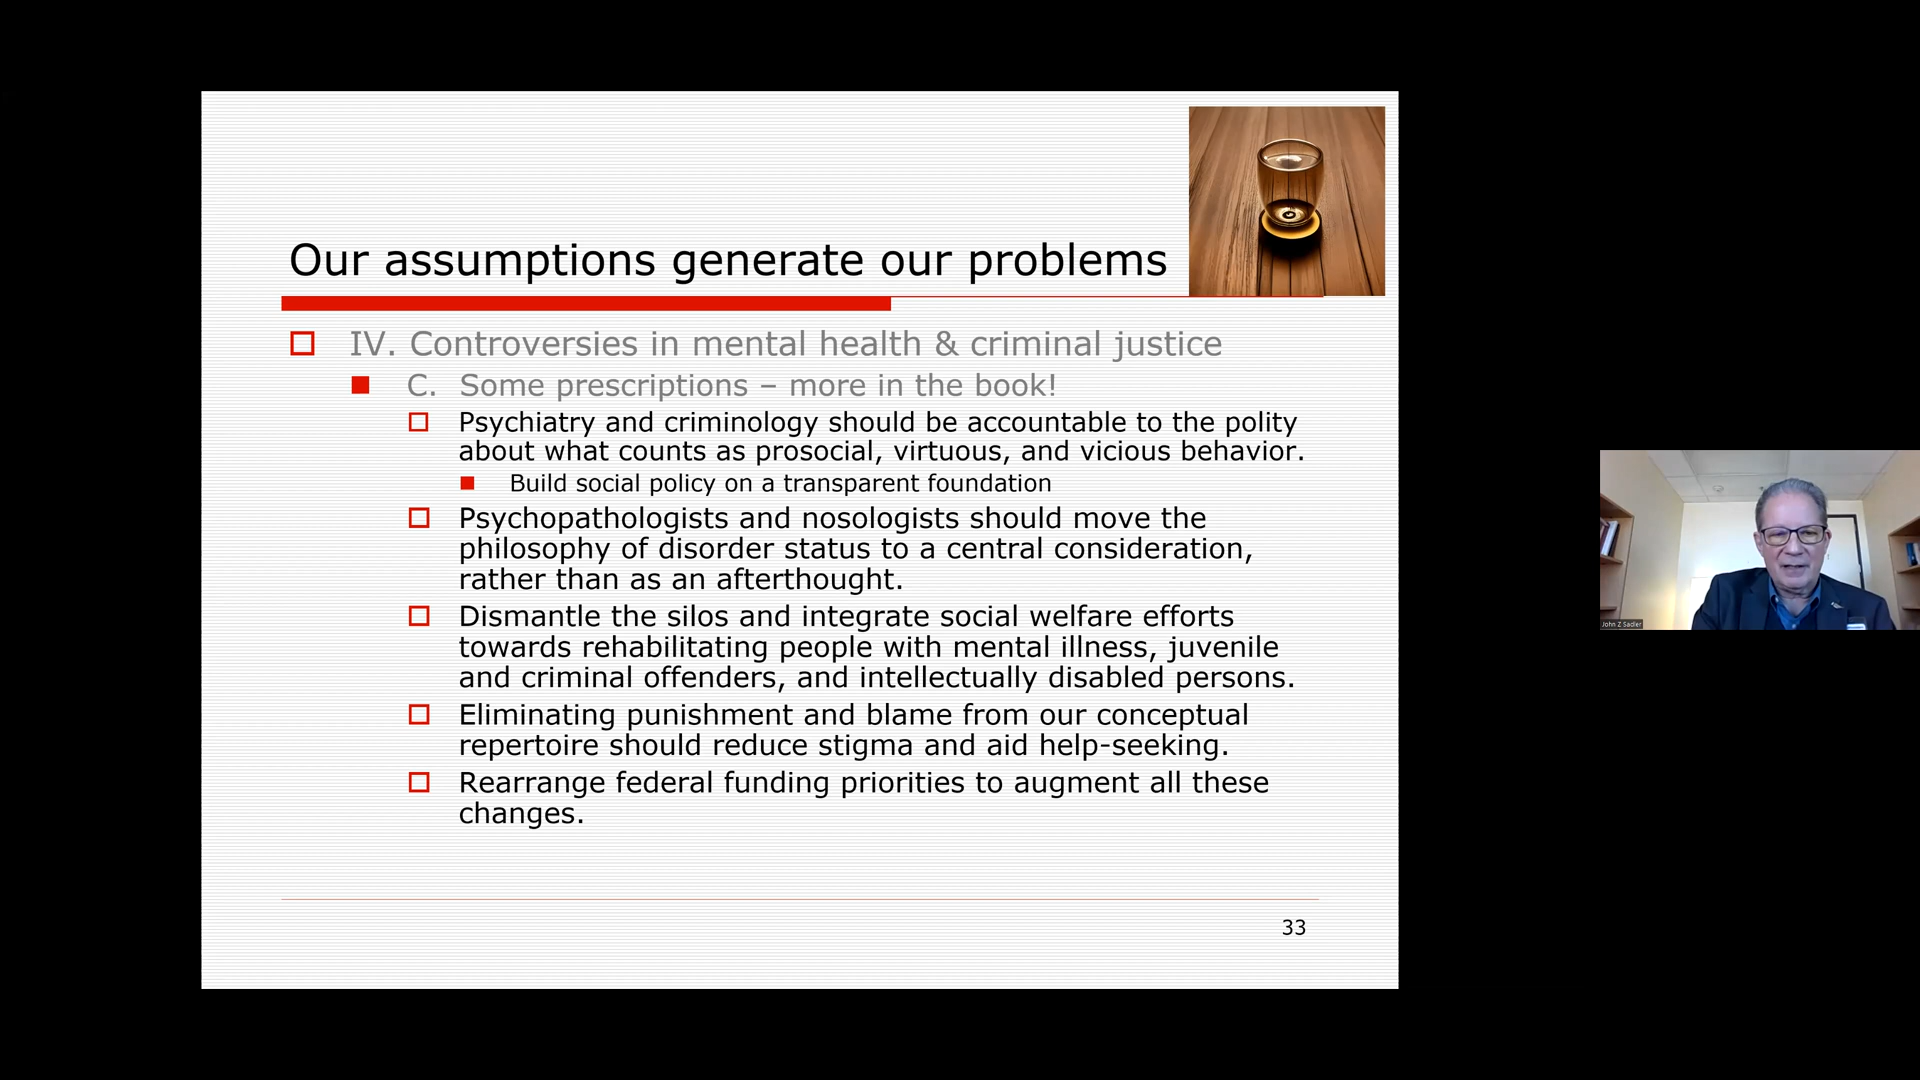 Our assumptions generate our problems
IV. Controversies in mental health & criminal justice
C. Some prescriptions – more in the book!
Psychiatry and criminology should be accountable to the polity
about what counts as prosocial, virtuous, and vicious behavior.
Build social policy on a transparent foundation
Psychopathologists and nosologists should move the
philosophy of disorder status to a central consideration,
rather than as an afterthought.
Dismantle the silos and integrate social welfare efforts
towards rehabilitating people with mental illness, juvenile
and criminal offenders, and intellectually disabled persons.
Eliminating punishment and blame from our conceptual
repertoire should reduce stigma and aid help-seeking.
Rearrange federal funding priorities to augment all these
changes.
33
John Z Sadler